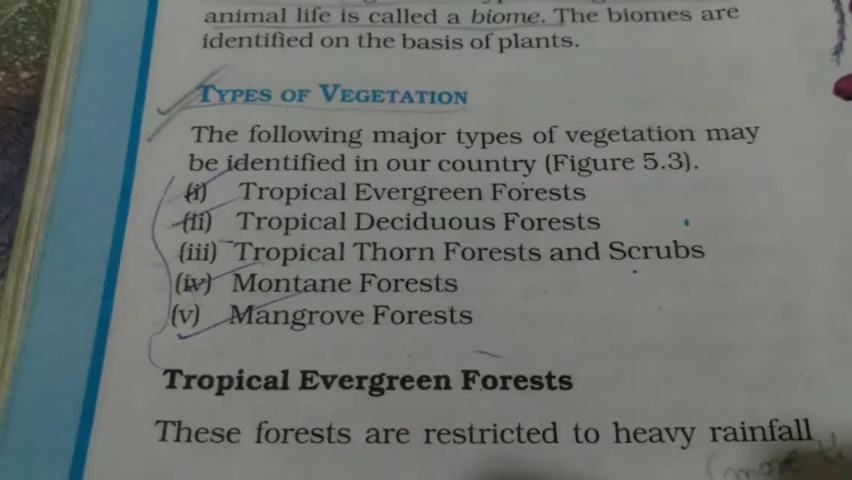 animal life is called a biome. The biomes are
identified on the basis of plants.
TYPES OF VEGETATION
The following major types of vegetation may
be identified in our country (Figure 5.3).
(i) Tropical Evergreen Forests
(ii) Tropical Deciduous Forests
(iii) Tropical Thorn Forests and Scrubs
(iv) Montane Forests
(v) Mangrove Forests
Tropical Evergreen Forests
These forests are restricted to heavy rainfall
(more